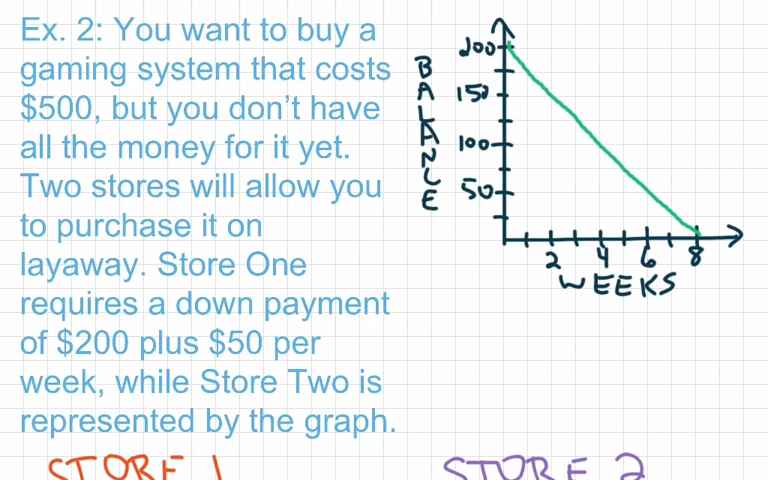 Ex. 2: You want to buy a
gaming system that costs
$500, but you don't have
all the money for it yet.
Two stores will allow you
to purchase it on
layaway. Store One
requires a down payment
of $200 plus $50 per
week, while Store Two is
represented by the graph.
BALANCE
200
150
100
50
2 4 6 8
WEEKS
STORE 1
STORE 2